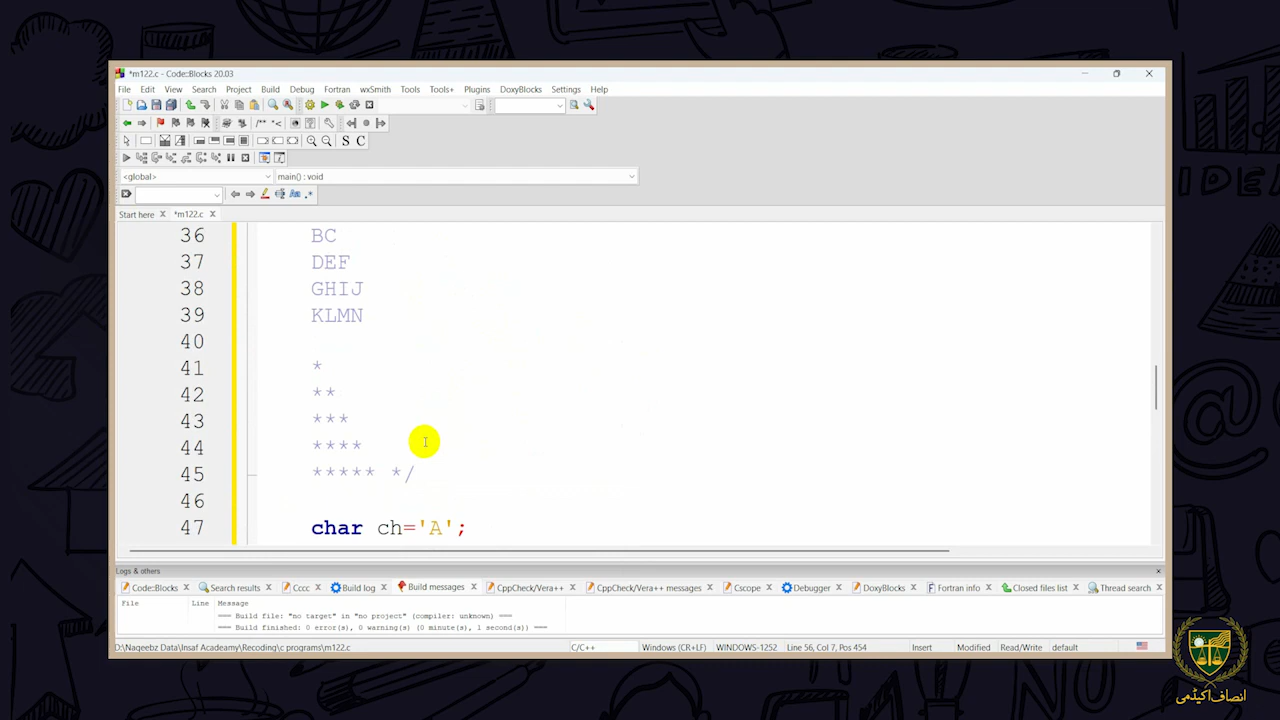 *m122.c - Code::Blocks 20.03
File Edit View Search Project Build Debug Fortran wxSmith Tools Tools+ Plugins DoxyBlocks Settings Help
S C
<global> main() : void
Start here *m122.c
36 BC
37 DEF
38 GHIJ
39 KLMN
40
41 *
42 **
43 ***
44 ****
45 ***** */
46
47 char ch='A';
Logs & others
Code::Blocks Search results Cccc Build log Build messages CppCheck/Vera++ CppCheck/Vera++ messages Cscope Debugger DoxyBlocks Fortran info Closed files list Thread search
File Line Message
=== Build file: "no target" in "no project" (compiler: unknown) ===
=== Build finished: 0 error(s), 0 warning(s) (0 minute(s), 1 second(s)) ===
D:\Naqeebz Data\Insaf Acadeamy\Recoding\c programs\m122.c C/C++ Windows (CR+LF) WINDOWS-1252 Line 56, Col 7, Pos 454 Insert Modified Read/Write default
انصاف اکیڈمی
IDEA